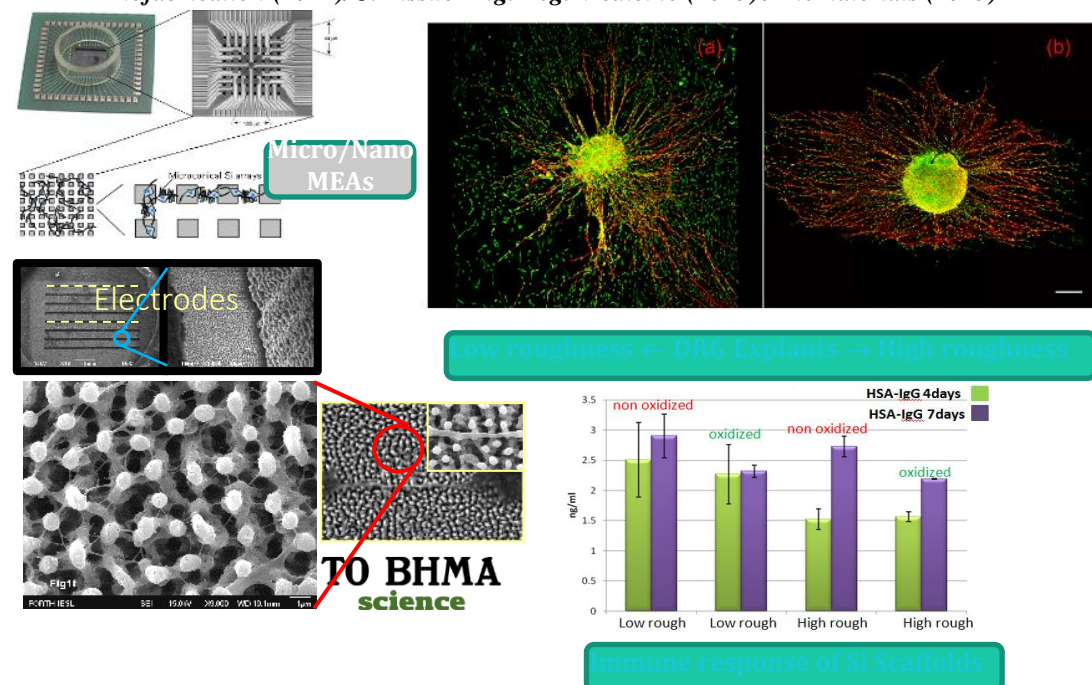 (a)
(b)
Micro/Nano
MEAs
Microconical Si arrays
Electrodes
Low roughness ← DRG Explants → High roughness
HSA-IgG 4days
HSA-IgG 7days
3.5
3
2.5
2
1.5
1
0.5
0
ng/ml
non oxidized
oxidized
non oxidized
oxidized
Low rough
Low rough
High rough
High rough
Fig1f
FORTH IESL SEI 15.0kV X9,000 WD 10.1mm 1μm
TO BHMA
science
Immune response of Si Scaffolds